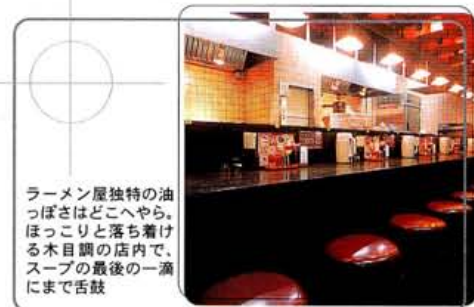 ラーメン屋独特の油
っぽさはどこへやら。
ほっこりと落ち着け
る木目調の店内で、
スープの最後の一滴
にまで舌鼓